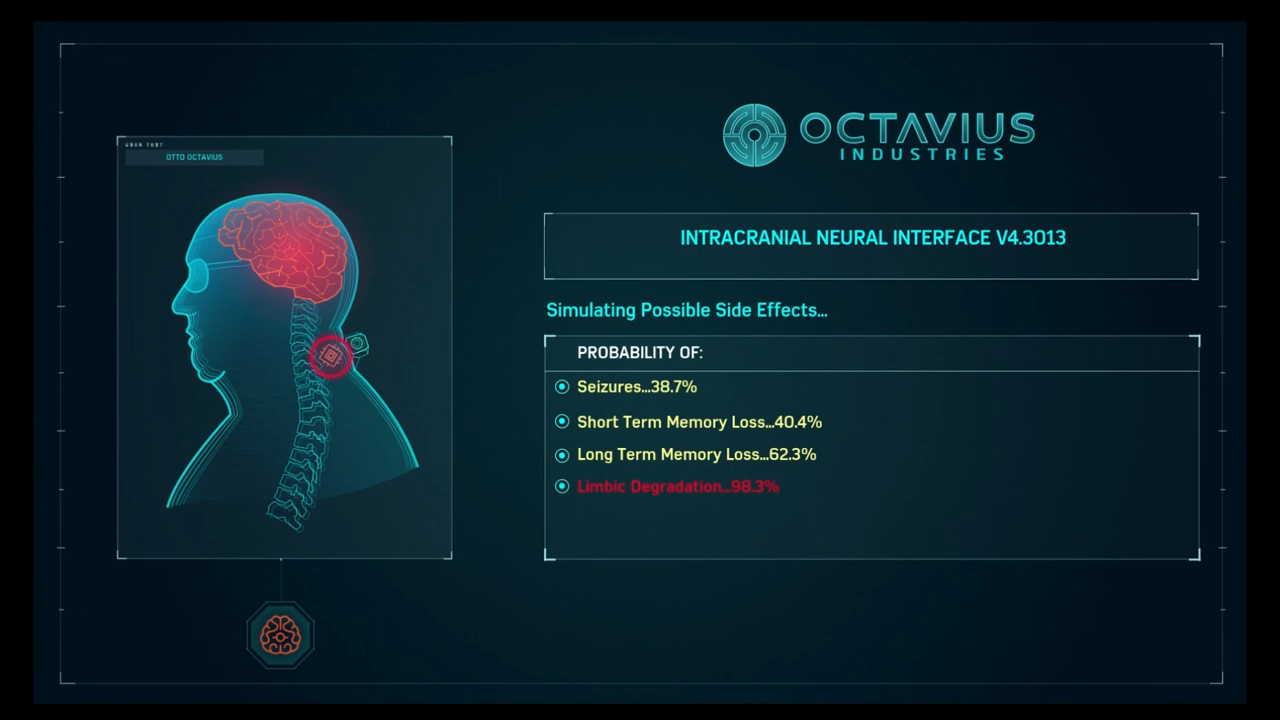 OTTO OCTAVIUS
OCTAVIUS
INDUSTRIES
INTRACRANIAL NEURAL INTERFACE V4.3013
Simulating Possible Side Effects...
PROBABILITY OF:
Seizures...38.7%
Short Term Memory Loss...40.4%
Long Term Memory Loss...62.3%
Limbic Degradation...98.3%